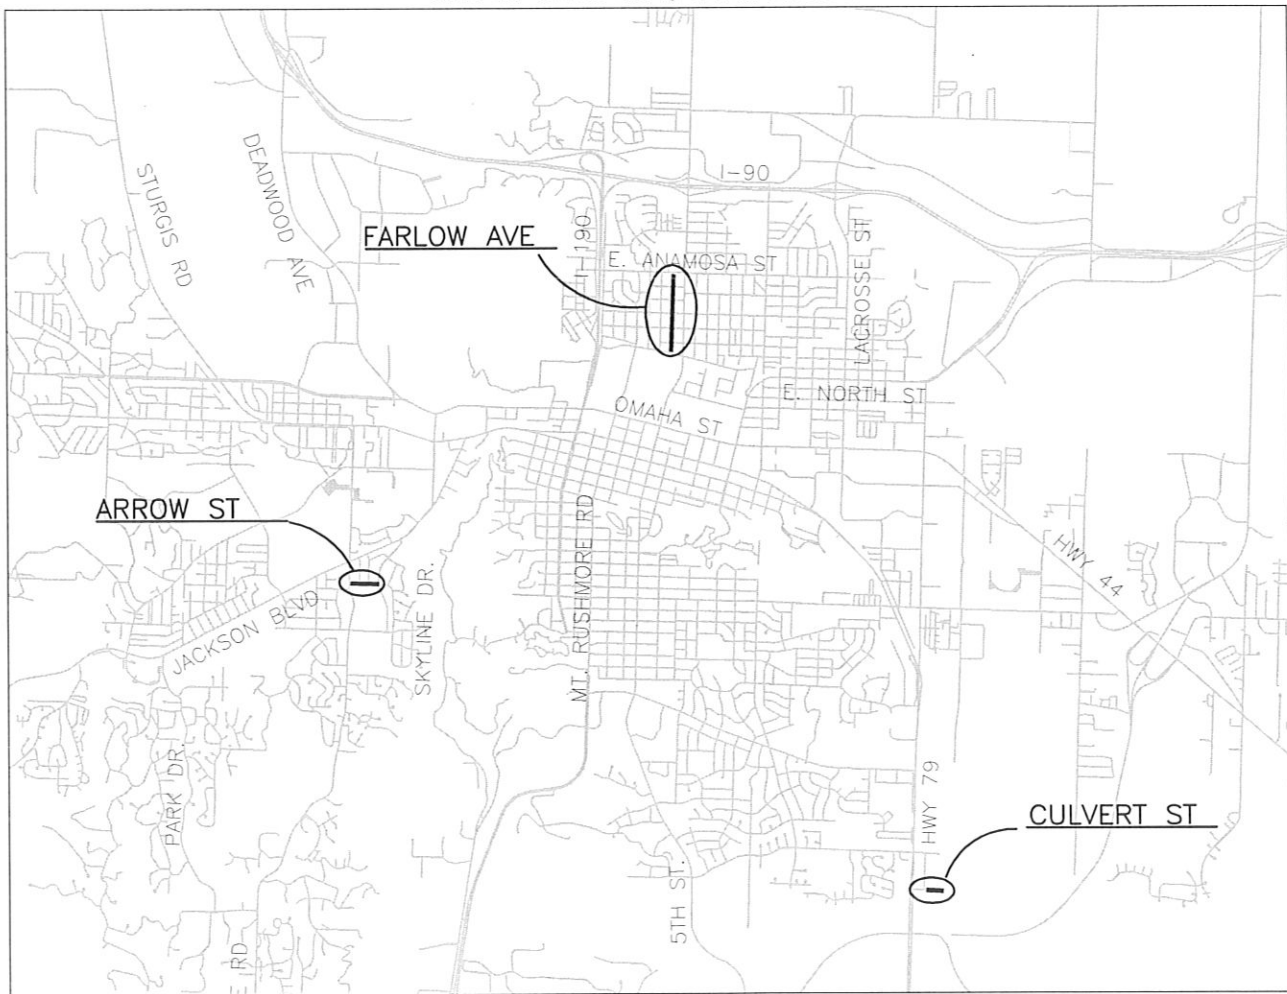 I-90
DEADWOOD AVE
STURGIS RD
FARLOW AVE
I-190
E. ANAMOSA ST
LACROSSE ST
E. NORTH ST
OMAHA ST
ARROW ST
MT. RUSHMORE RD
HWY 44
SKYLINE DR.
JACKSON BLVD
PARK DR.
HWY 79
CULVERT ST
5TH ST.
E RD